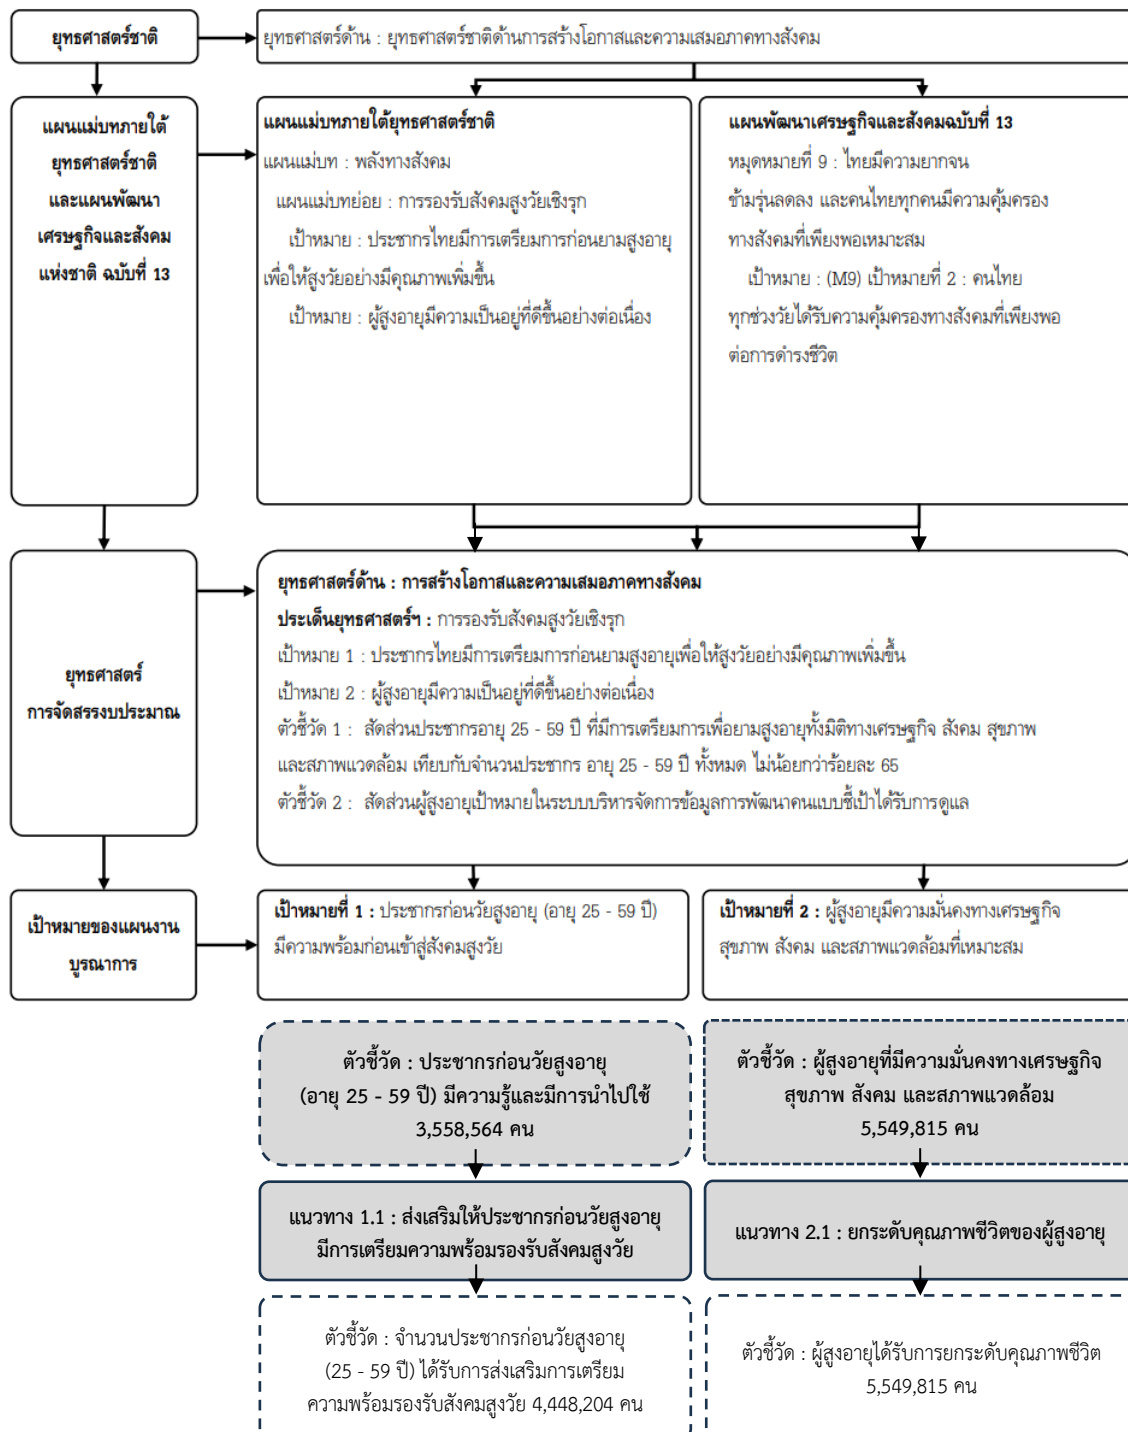 ยุทธศาสตร์ชาติ
ยุทธศาสตร์ด้าน : ยุทธศาสตร์ชาติด้านการสร้างโอกาสและความเสมอภาคทางสังคม
แผนแม่บทภายใต้
ยุทธศาสตร์ชาติ
และแผนพัฒนา
เศรษฐกิจและสังคม
แห่งชาติ ฉบับที่ 13
แผนแม่บทภายใต้ยุทธศาสตร์ชาติ
แผนแม่บท : พลังทางสังคม
แผนแม่บทย่อย : การรองรับสังคมสูงวัยเชิงรุก
เป้าหมาย : ประชากรไทยมีการเตรียมการก่อนยามสูงอายุ
เพื่อให้สูงวัยอย่างมีคุณภาพเพิ่มขึ้น
เป้าหมาย : ผู้สูงอายุมีความเป็นอยู่ที่ดีขึ้นอย่างต่อเนื่อง
แผนพัฒนาเศรษฐกิจและสังคมฉบับที่ 13
หมุดหมายที่ 9 : ไทยมีความยากจน
ข้ามรุ่นลดลง และคนไทยทุกคนมีความคุ้มครอง
ทางสังคมที่เพียงพอเหมาะสม
เป้าหมาย : (M9) เป้าหมายที่ 2 : คนไทย
ทุกช่วงวัยได้รับความคุ้มครองทางสังคมที่เพียงพอ
ต่อการดำรงชีวิต
ยุทธศาสตร์
การจัดสรรงบประมาณ
ยุทธศาสตร์ด้าน : การสร้างโอกาสและความเสมอภาคทางสังคม
ประเด็นยุทธศาสตร์ฯ : การรองรับสังคมสูงวัยเชิงรุก
เป้าหมาย 1 : ประชากรไทยมีการเตรียมการก่อนยามสูงอายุเพื่อให้สูงวัยอย่างมีคุณภาพเพิ่มขึ้น
เป้าหมาย 2 : ผู้สูงอายุมีความเป็นอยู่ที่ดีขึ้นอย่างต่อเนื่อง
ตัวชี้วัด 1 : สัดส่วนประชากรอายุ 25 - 59 ปี ที่มีการเตรียมการเพื่อยามสูงอายุทั้งมิติทางเศรษฐกิจ สังคม สุขภาพ
และสภาพแวดล้อม เทียบกับจำนวนประชากร อายุ 25 - 59 ปี ทั้งหมด ไม่น้อยกว่าร้อยละ 65
ตัวชี้วัด 2 : สัดส่วนผู้สูงอายุเป้าหมายในระบบบริหารจัดการข้อมูลการพัฒนาคนแบบชี้เป้าได้รับการดูแล
เป้าหมายของแผนงาน
บูรณาการ
เป้าหมายที่ 1 : ประชากรก่อนวัยสูงอายุ (อายุ 25 - 59 ปี)
มีความพร้อมก่อนเข้าสู่สังคมสูงวัย
เป้าหมายที่ 2 : ผู้สูงอายุมีความมั่นคงทางเศรษฐกิจ
สุขภาพ สังคม และสภาพแวดล้อมที่เหมาะสม
ตัวชี้วัด : ประชากรก่อนวัยสูงอายุ
(อายุ 25 - 59 ปี) มีความรู้และมีการนำไปใช้
3,558,564 คน
ตัวชี้วัด : ผู้สูงอายุที่มีความมั่นคงทางเศรษฐกิจ
สุขภาพ สังคม และสภาพแวดล้อม
5,549,815 คน
แนวทาง 1.1 : ส่งเสริมให้ประชากรก่อนวัยสูงอายุ
มีการเตรียมความพร้อมรองรับสังคมสูงวัย
แนวทาง 2.1 : ยกระดับคุณภาพชีวิตของผู้สูงอายุ
ตัวชี้วัด : จำนวนประชากรก่อนวัยสูงอายุ
(25 - 59 ปี) ได้รับการส่งเสริมการเตรียม
ความพร้อมรองรับสังคมสูงวัย 4,448,204 คน
ตัวชี้วัด : ผู้สูงอายุได้รับการยกระดับคุณภาพชีวิต
5,549,815 คน